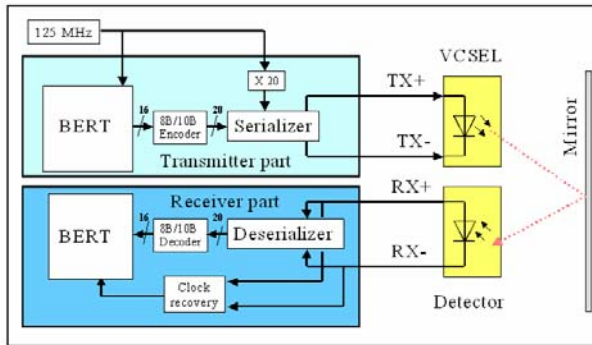 125 MHz
VCSEL
X 20
TX+
BERT
16
8B/10B
Encoder
20
Serializer
TX-
Transmitter part
Mirror
Receiver part
RX+
BERT
16
8B/10B
Decoder
20
Deserializer
RX-
Clock
recovery
Detector